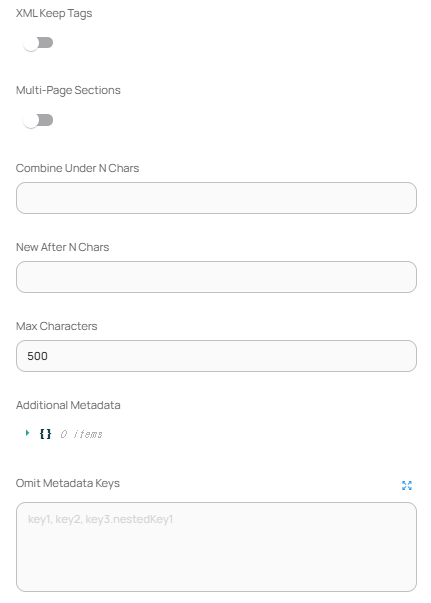 XML Keep Tags
Multi-Page Sections
Combine Under N Chars
New After N Chars
Max Characters
500
Additional Metadata
{} 0 items
Omit Metadata Keys
key1, key2, key3.nestedKey1